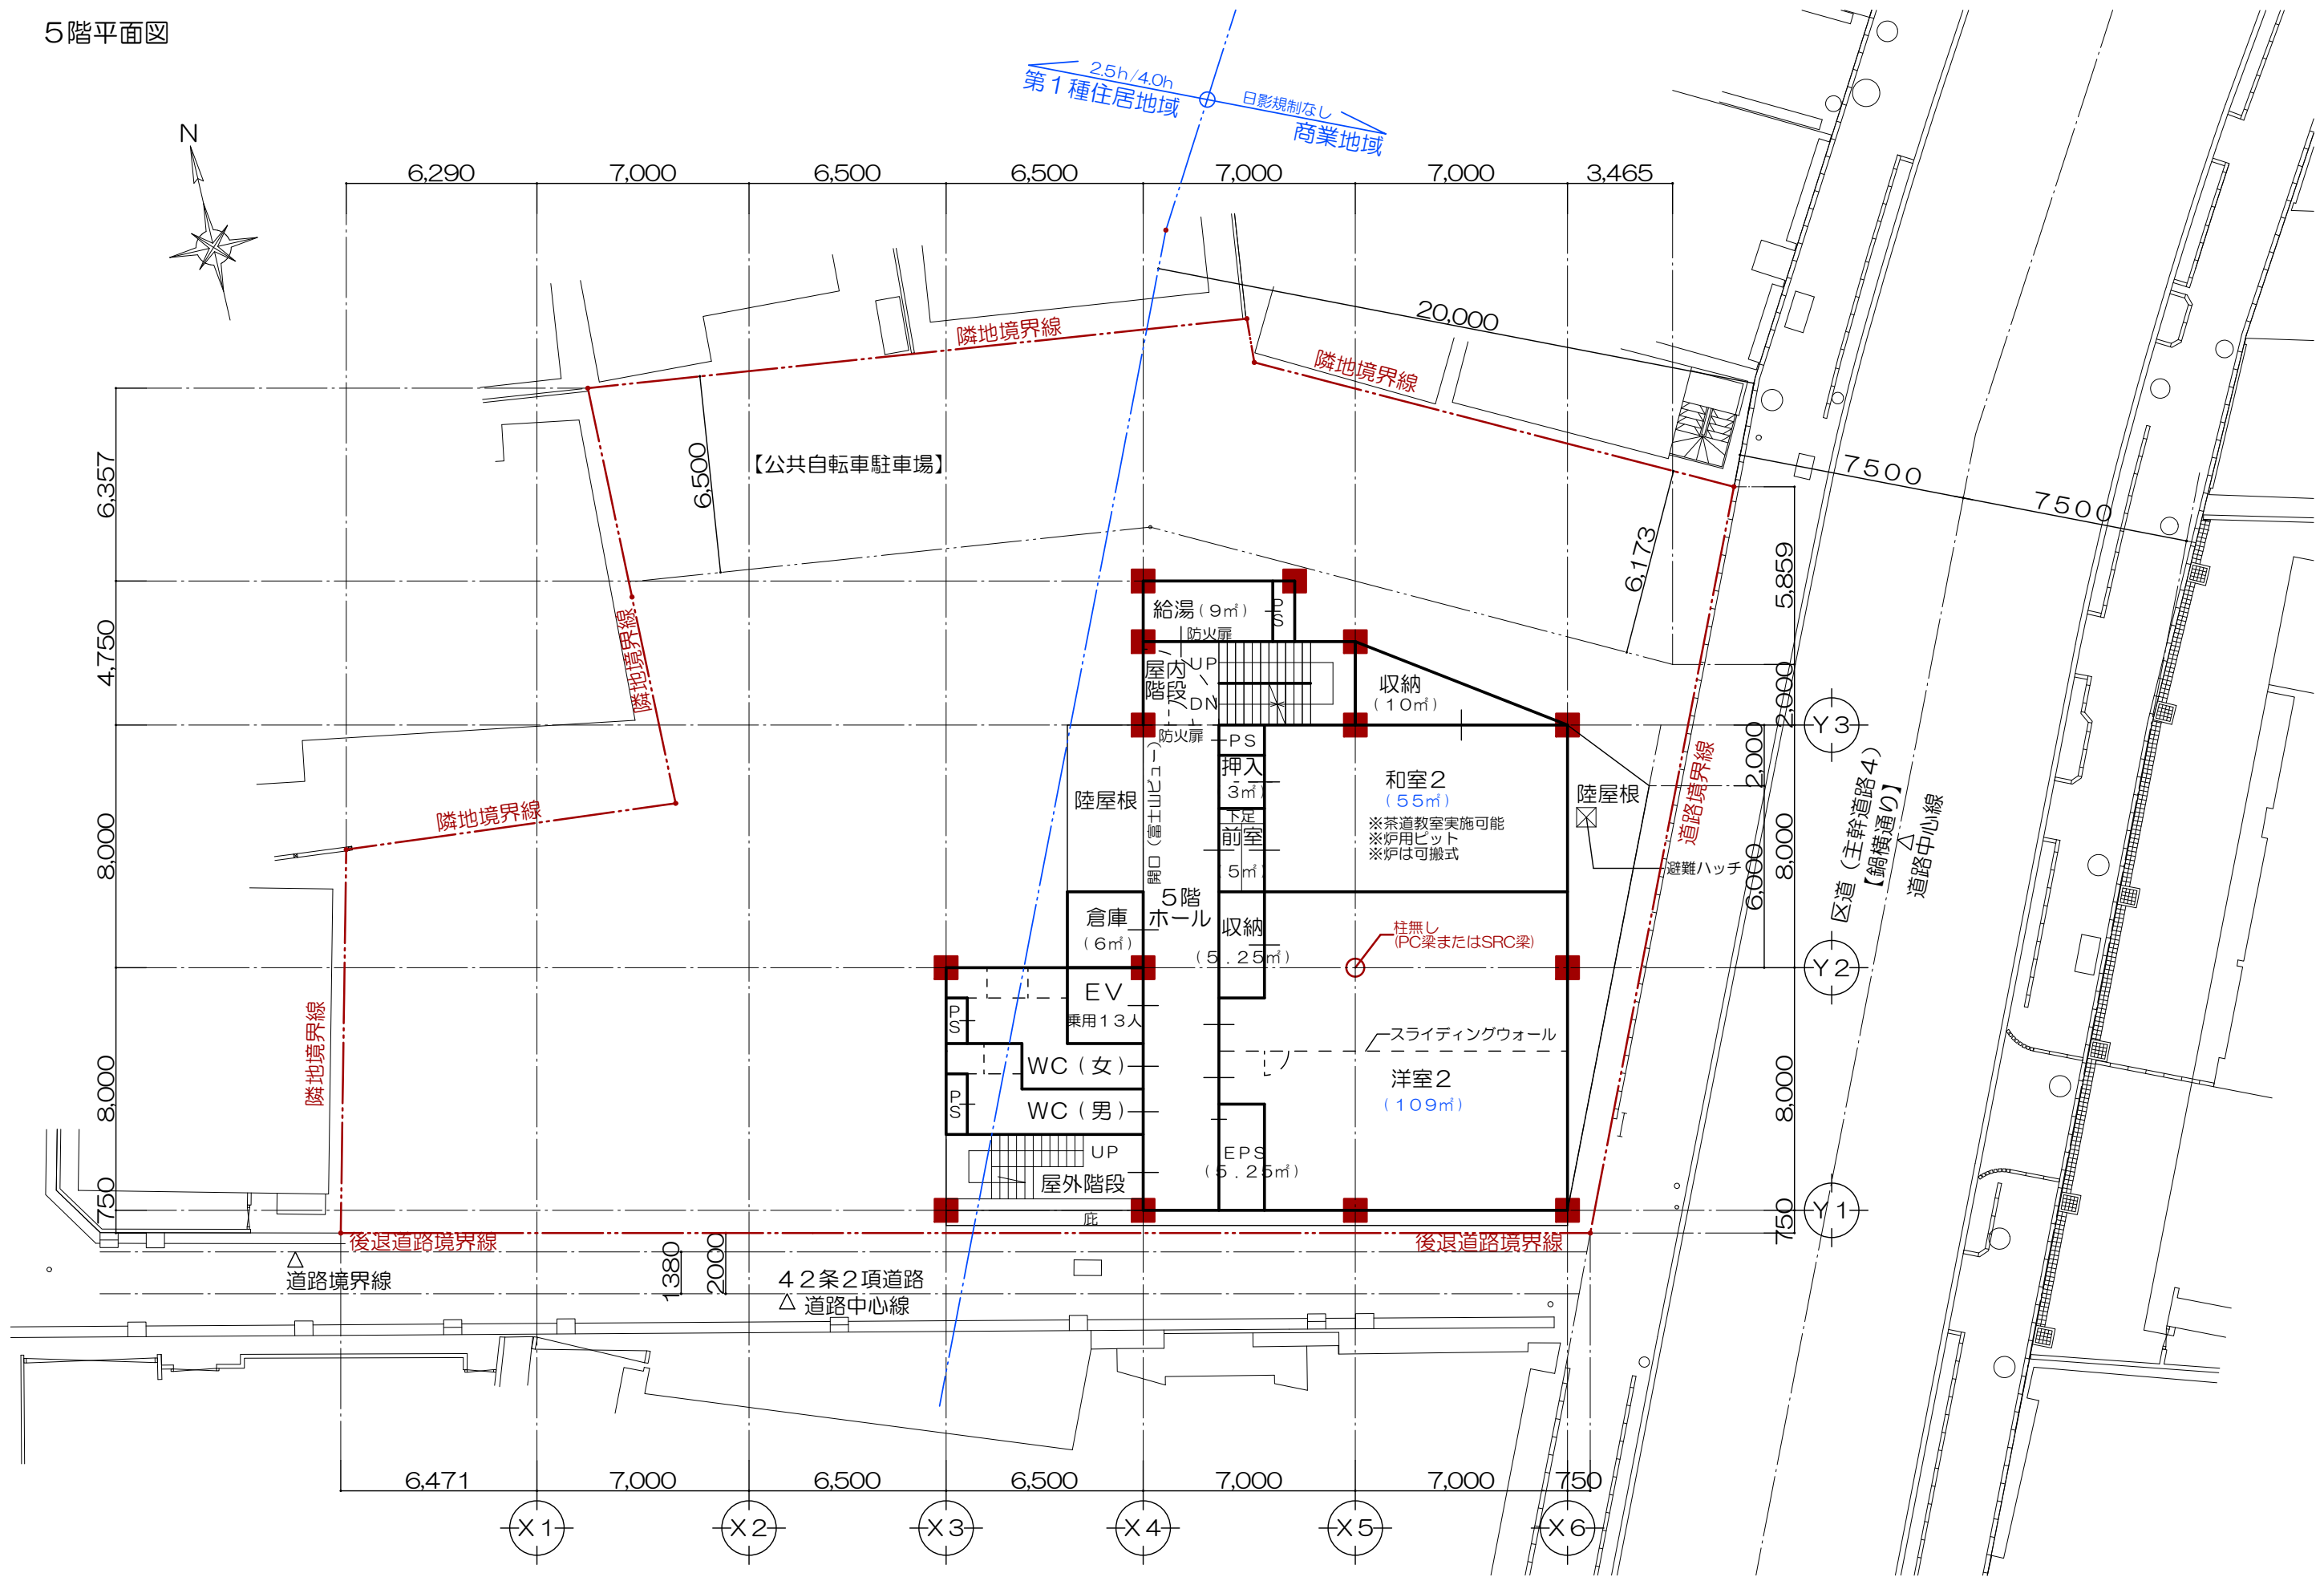 ５階平面図
N
2.5h/4.0h
第１種住居地域
日影規制なし
商業地域
6,290
7,000
6,500
6,500
7,000
7,000
3,465
隣地境界線
20,000
隣地境界線
6,500
【公共自転車駐車場】
6,357
4,750
8,000
8,000
750
7500
7500
6,173
5,859
2,000
8,000
8,000
750
2,000
6,000
隣地境界線
隣地境界線
隣地境界線
給湯(9㎡)
PS
防火扉
屋内
階段
UP
DN
防火扉
収納
(10㎡)
PS
押入
3㎡)
下足
前室
5㎡)
開口(富士山ビュー)
陸屋根
和室2
(55㎡)
※茶道教室実施可能
※炉用ピット
※炉は可搬式
陸屋根
避難ハッチ
道路境界線
区道(主幹道路4)
【鍋横通り】
道路中心線
Y3
Y2
Y1
倉庫
(6㎡)
5階
ホール
収納
(5.25㎡)
柱無し
(PC梁またはSRC梁)
EV
乗用13人
PS
WC(女)
PS
WC(男)
スライディングウォール
洋室2
(109㎡)
UP
屋外階段
EPS
(5.25㎡)
庇
後退道路境界線
後退道路境界線
道路境界線
1,380
2000
42条2項道路
道路中心線
6,471
7,000
6,500
6,500
7,000
7,000
750
X1
X2
X3
X4
X5
X6